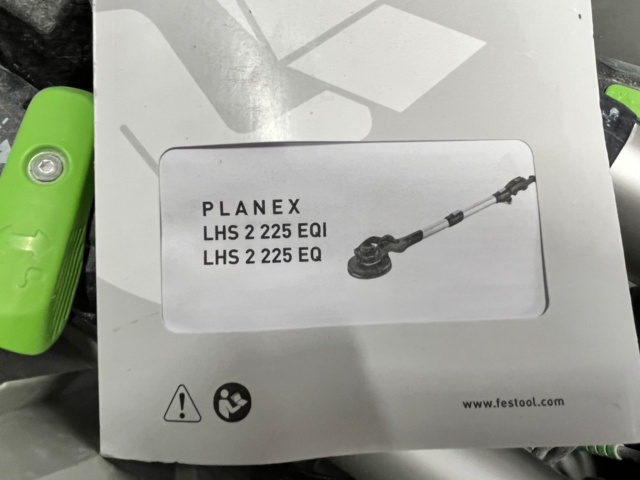 PLANEX
LHS 2 225 EQI
LHS 2 225 EQ
www.festool.com
S